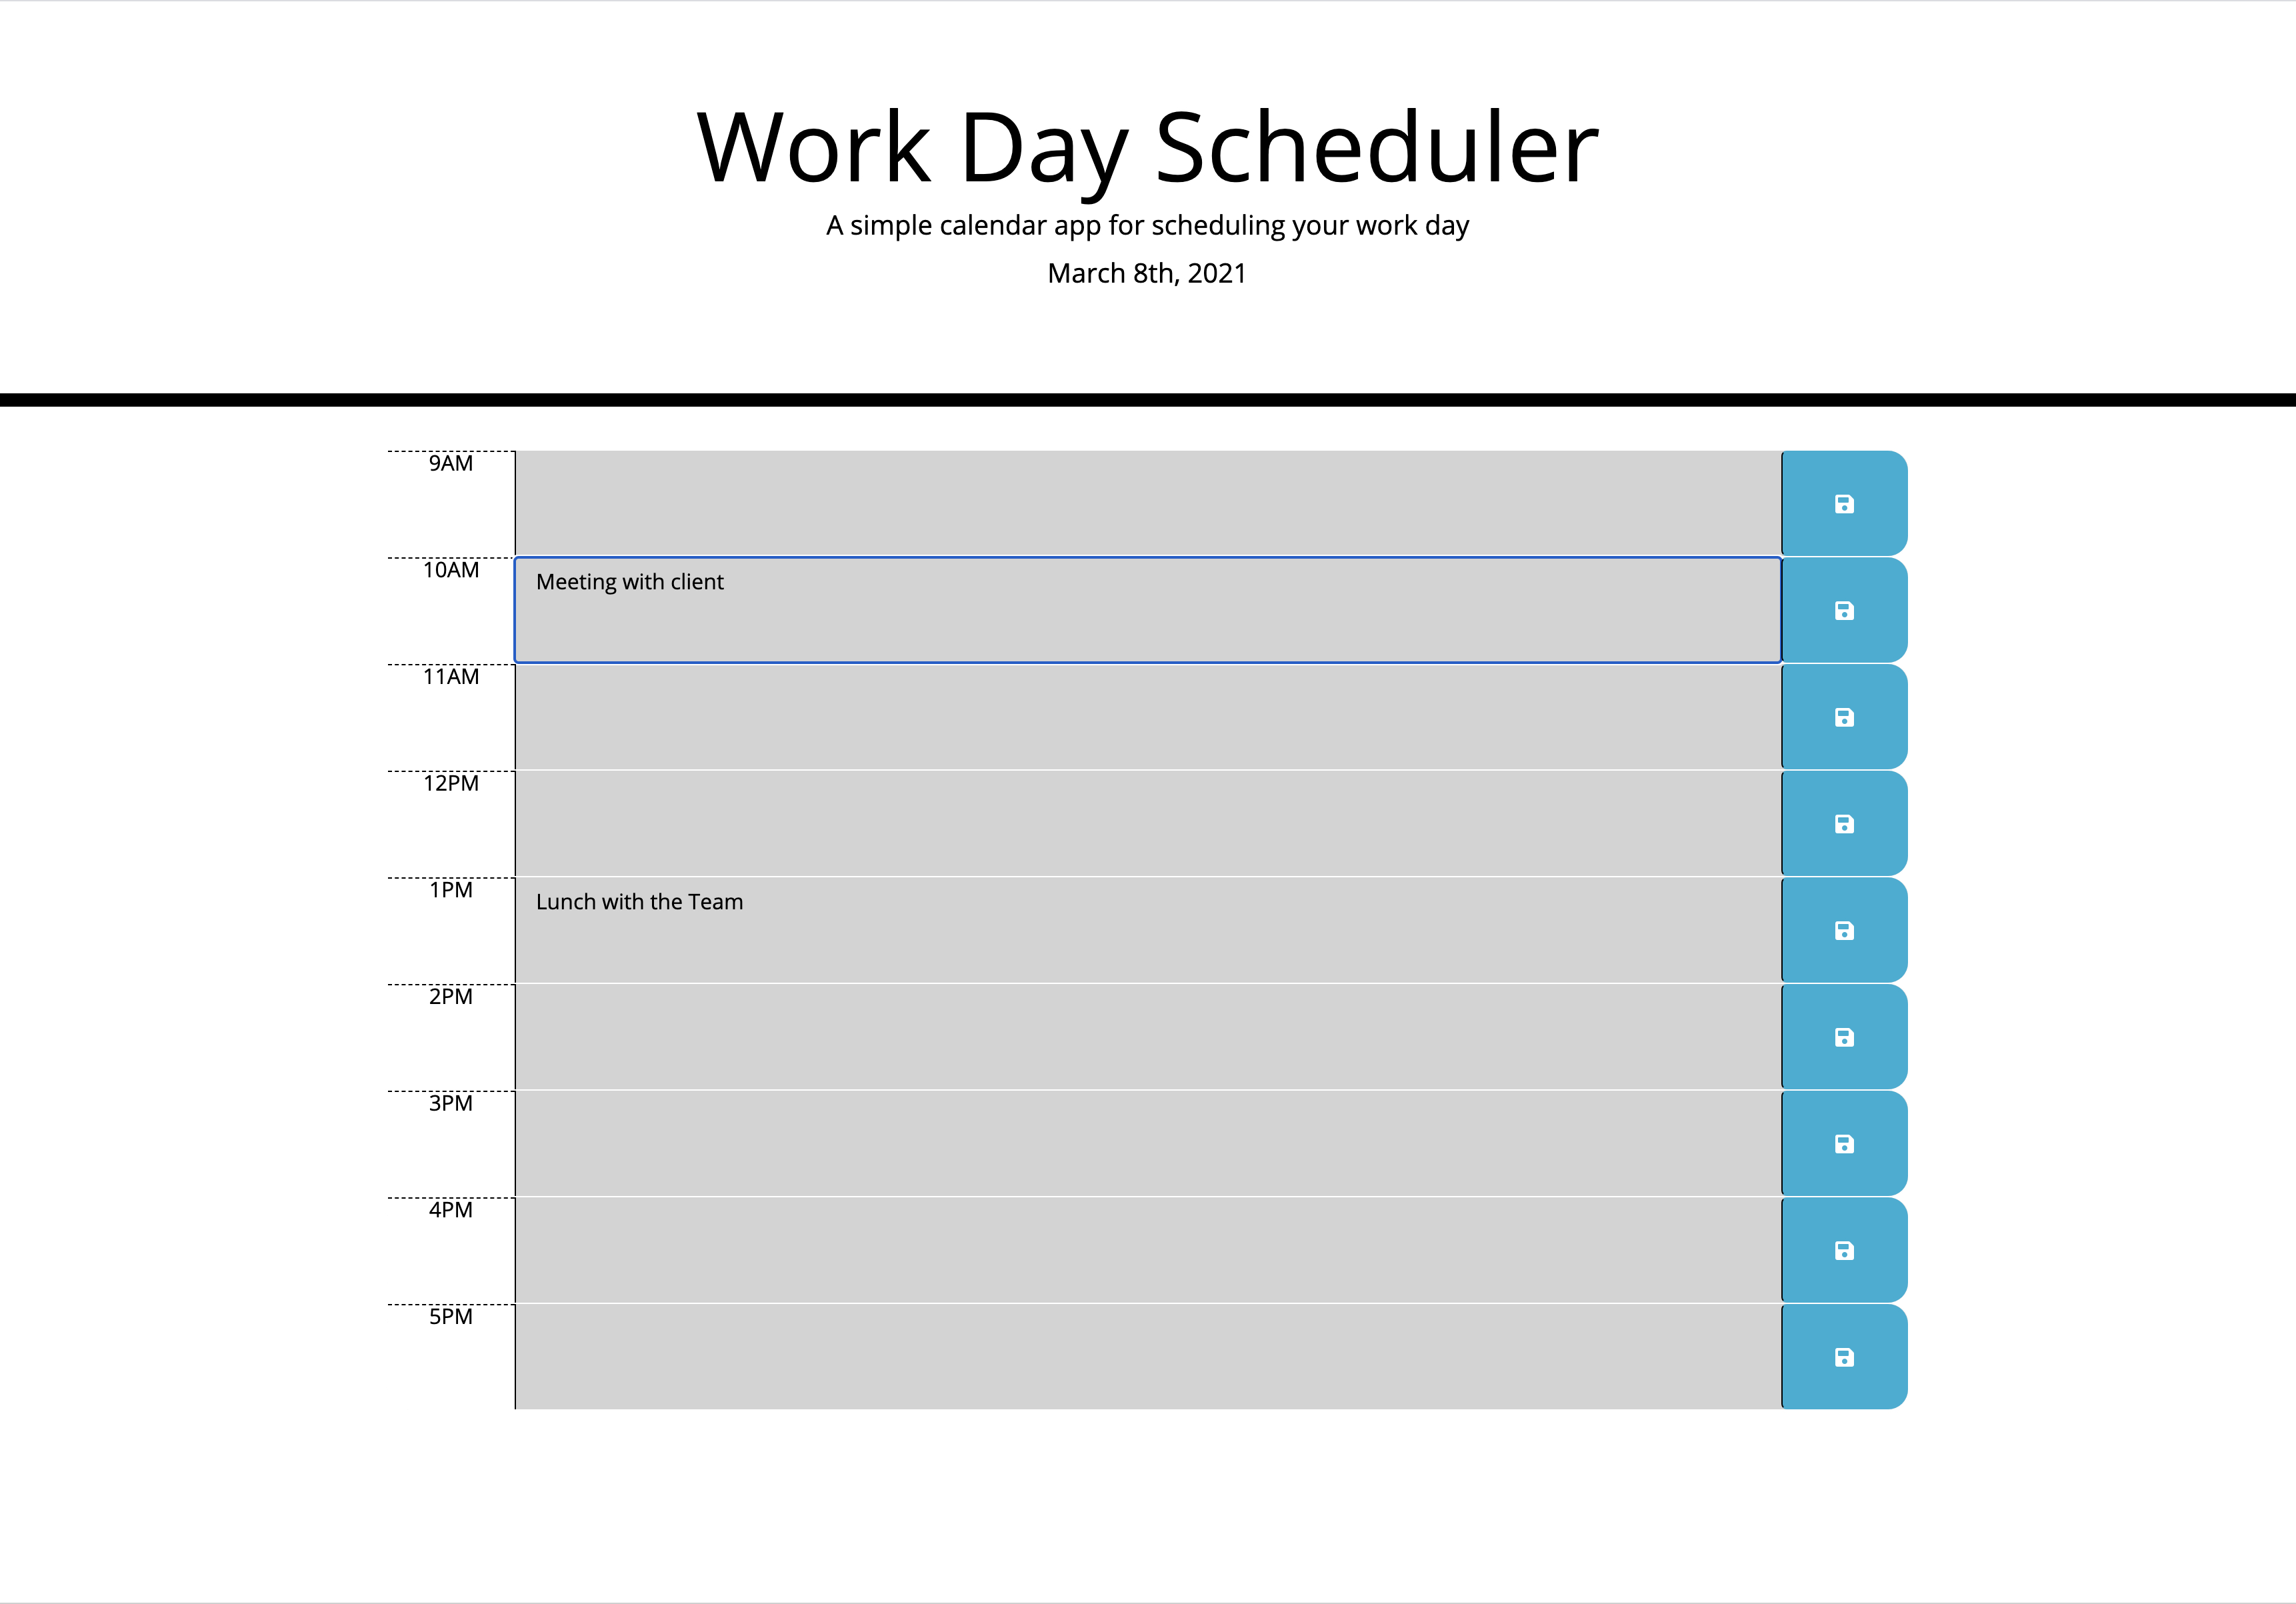 Work Day Scheduler
A simple calendar app for scheduling your work day
March 8th, 2021
9AM
10AM
Meeting with client
11AM
12PM
1PM
Lunch with the Team
2PM
3PM
4PM
5PM